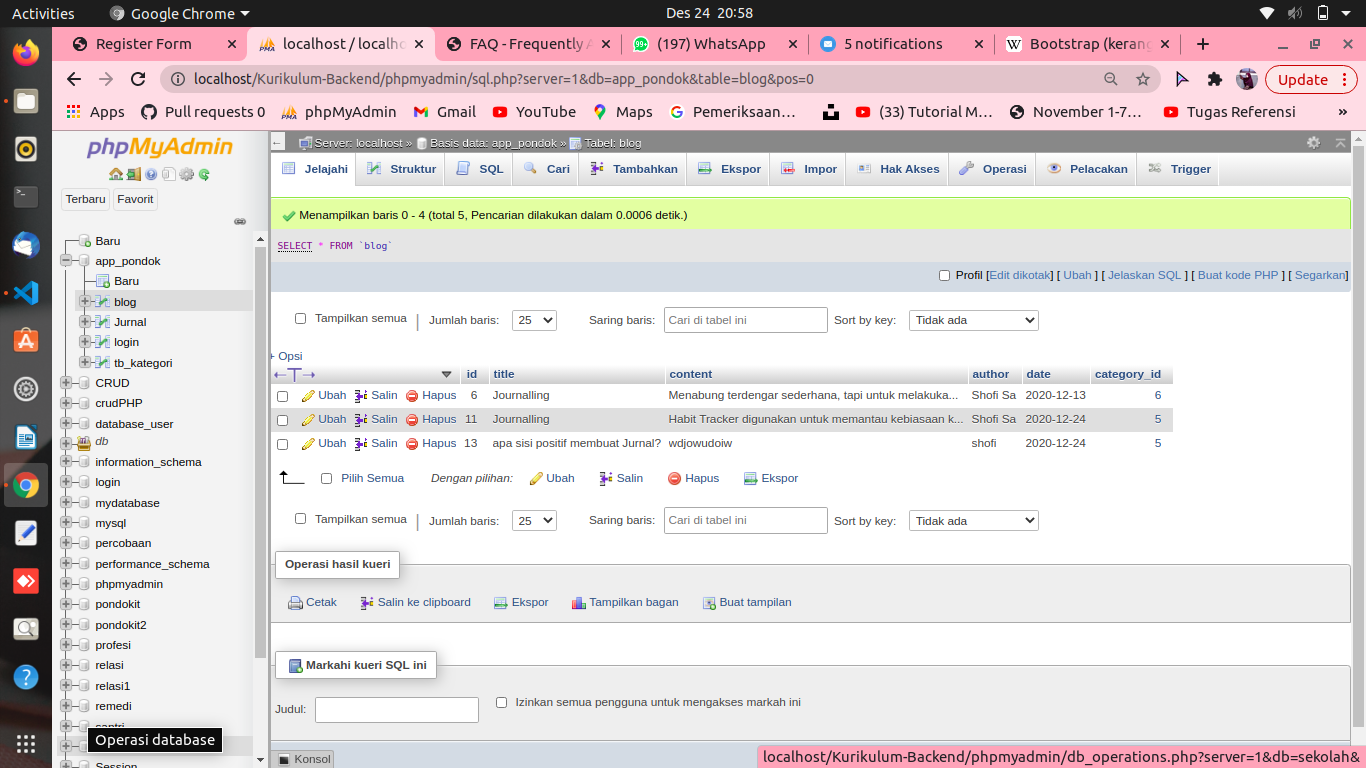 Activities Google Chrome Des 24 20:58
Register Form localhost / localho FAQ - Frequently A (197) WhatsApp 5 notifications Bootstrap (kerang
localhost/Kurikulum-Backend/phpmyadmin/sql.php?server=1&db=app_pondok&table=blog&pos=0 Update
Apps Pull requests 0 phpMyAdmin Gmail YouTube Maps Pemeriksaan… (33) Tutorial M… November 1-7… Tugas Referensi »
phpMyAdmin
Terbaru Favorit
Baru
app_pondok
Baru
blog
Jurnal
login
tb_kategori
CRUD
crudPHP
database_user
db
information_schema
login
mydatabase
mysql
percobaan
performance_schema
phpmyadmin
pondokit
pondokit2
profesi
relasi
relasi1
remedi
santri
Operasi database
Session
Server: localhost » Basis data: app_pondok » Tabel: blog
Jelajahi Struktur SQL Cari Tambahkan Ekspor Impor Hak Akses Operasi Pelacakan Trigger
Menampilkan baris 0 - 4 (total 5, Pencarian dilakukan dalam 0.0006 detik.)
SELECT * FROM `blog`
Profil [Edit dikotak] [ Ubah ] [ Jelaskan SQL ] [ Buat kode PHP ] [ Segarkan]
Tampilkan semua | Jumlah baris: 25 Saring baris: Cari di tabel ini Sort by key: Tidak ada
+ Opsi
←T→ id title content author date category_id
Ubah Salin Hapus 6 Journalling Menabung terdengar sederhana, tapi untuk melakuka... Shofi Sa 2020-12-13 6
Ubah Salin Hapus 11 Journalling Habit Tracker digunakan untuk memantau kebiasaan k... Shofi Sa 2020-12-24 5
Ubah Salin Hapus 13 apa sisi positif membuat Jurnal? wdjowudoiw shofi 2020-12-24 5
Pilih Semua Dengan pilihan: Ubah Salin Hapus Ekspor
Tampilkan semua | Jumlah baris: 25 Saring baris: Cari di tabel ini Sort by key: Tidak ada
Operasi hasil kueri
Cetak Salin ke clipboard Ekspor Tampilkan bagan Buat tampilan
Markahi kueri SQL ini
Judul: Izinkan semua pengguna untuk mengakses markah ini
Konsol
localhost/Kurikulum-Backend/phpmyadmin/db_operations.php?server=1&db=sekolah&